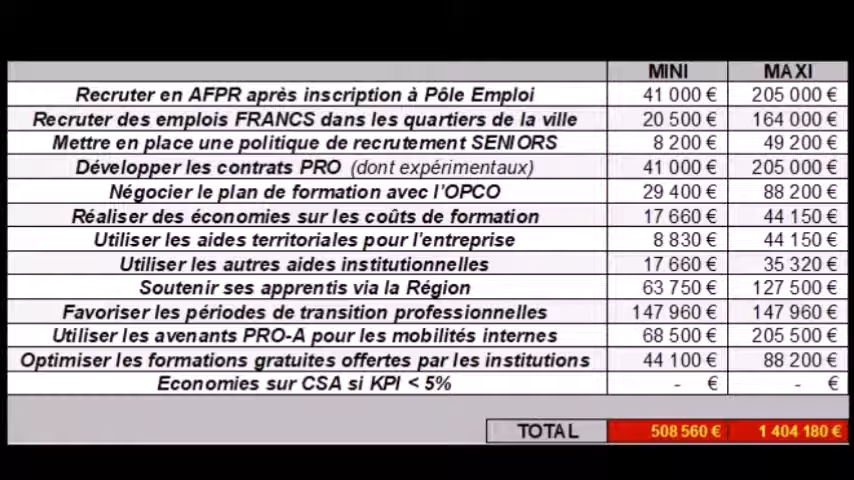 MINI MAXI
Recruter en AFPR après inscription à Pôle Emploi 41 000 € 205 000 €
Recruter des emplois FRANCS dans les quartiers de la ville 20 500 € 164 000 €
Mettre en place une politique de recrutement SENIORS 8 200 € 49 200 €
Développer les contrats PRO (dont expérimentaux) 41 000 € 205 000 €
Négocier le plan de formation avec l'OPCO 29 400 € 88 200 €
Réaliser des économies sur les coûts de formation 17 660 € 44 150 €
Utiliser les aides territoriales pour l'entreprise 8 830 € 44 150 €
Utiliser les autres aides institutionnelles 17 660 € 35 320 €
Soutenir ses apprentis via la Région 63 750 € 127 500 €
Favoriser les périodes de transition professionnelles 147 960 € 147 960 €
Utiliser les avenants PRO-A pour les mobilités internes 68 500 € 205 500 €
Optimiser les formations gratuites offertes par les institutions 44 100 € 88 200 €
Economies sur CSA si KPI < 5% - € - €
TOTAL 508 560 € 1 404 180 €